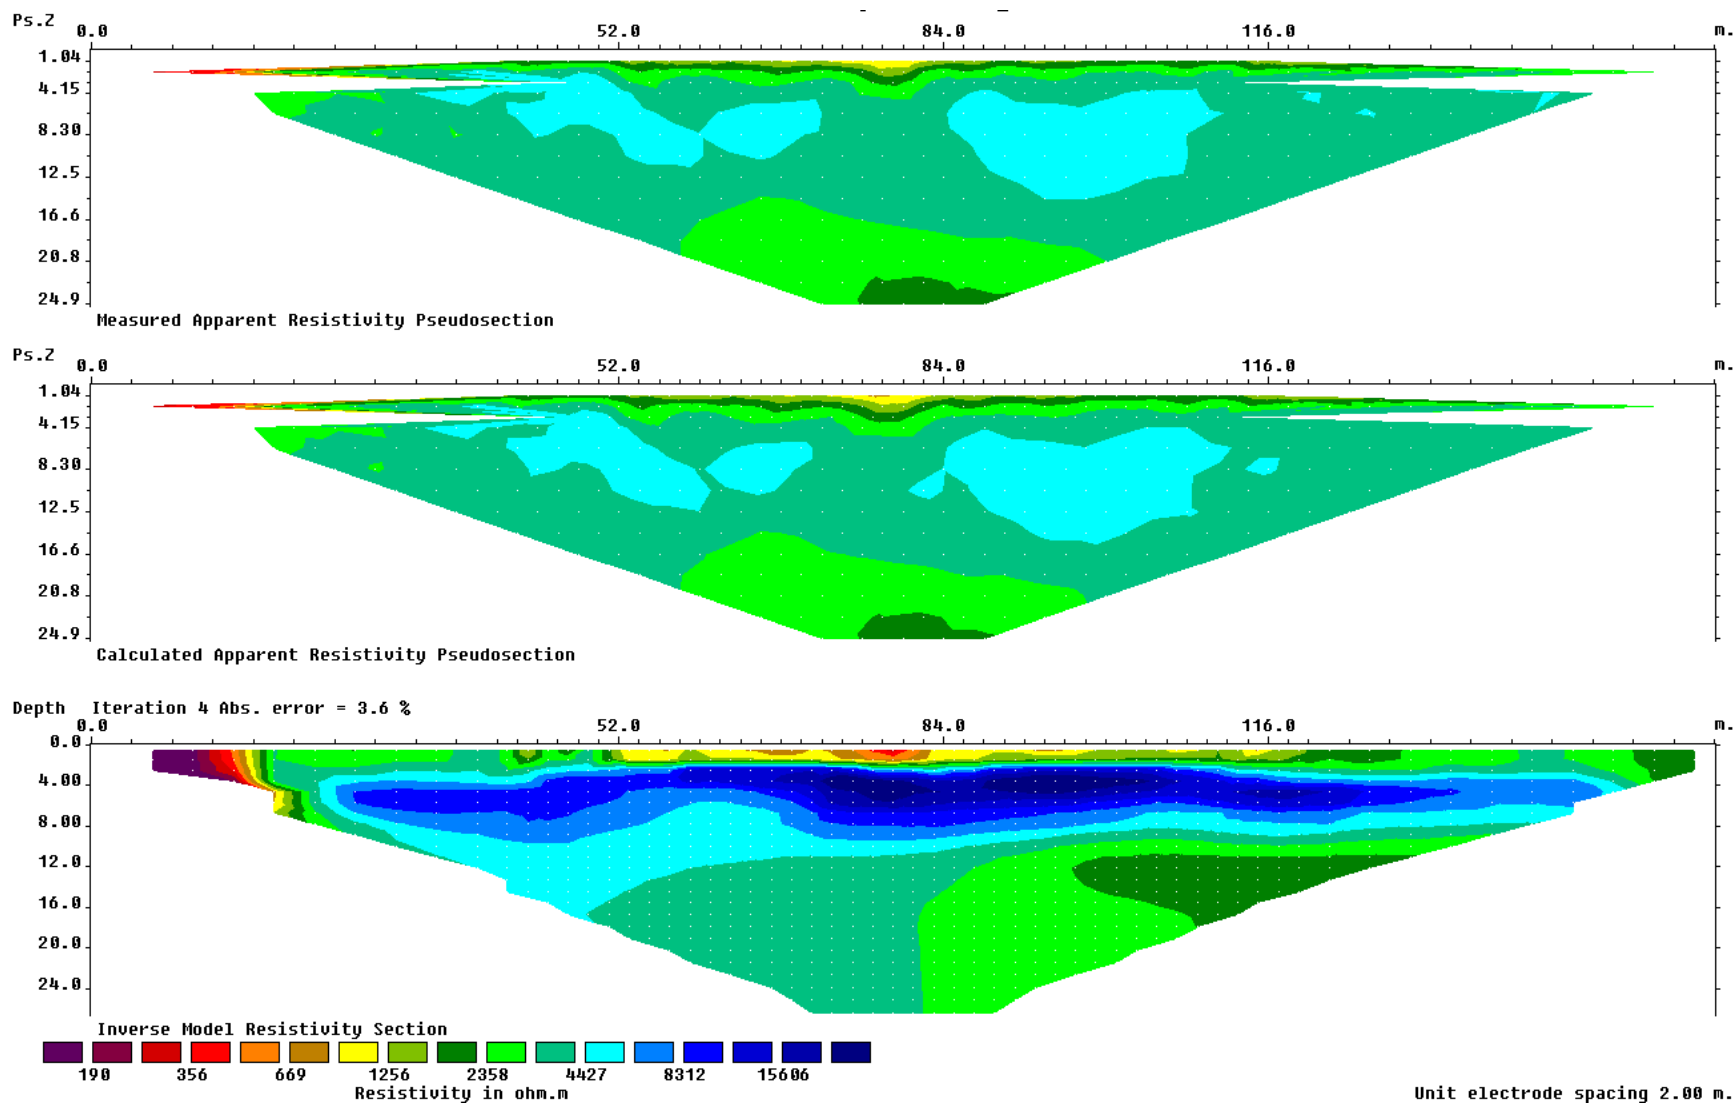 Ps.Z
0.0 52.0 84.0 116.0 m.
1.04
4.15
8.30
12.5
16.6
20.8
24.9
Measured Apparent Resistivity Pseudosection
Ps.Z
0.0 52.0 84.0 116.0 m.
1.04
4.15
8.30
12.5
16.6
20.8
24.9
Calculated Apparent Resistivity Pseudosection
Depth Iteration 4 Abs. error = 3.6 %
0.0 52.0 84.0 116.0 m.
0.0
4.00
8.00
12.0
16.0
20.0
24.0
Inverse Model Resistivity Section
190 356 669 1256 2358 4427 8312 15606
Resistivity in ohm.m
Unit electrode spacing 2.00 m.